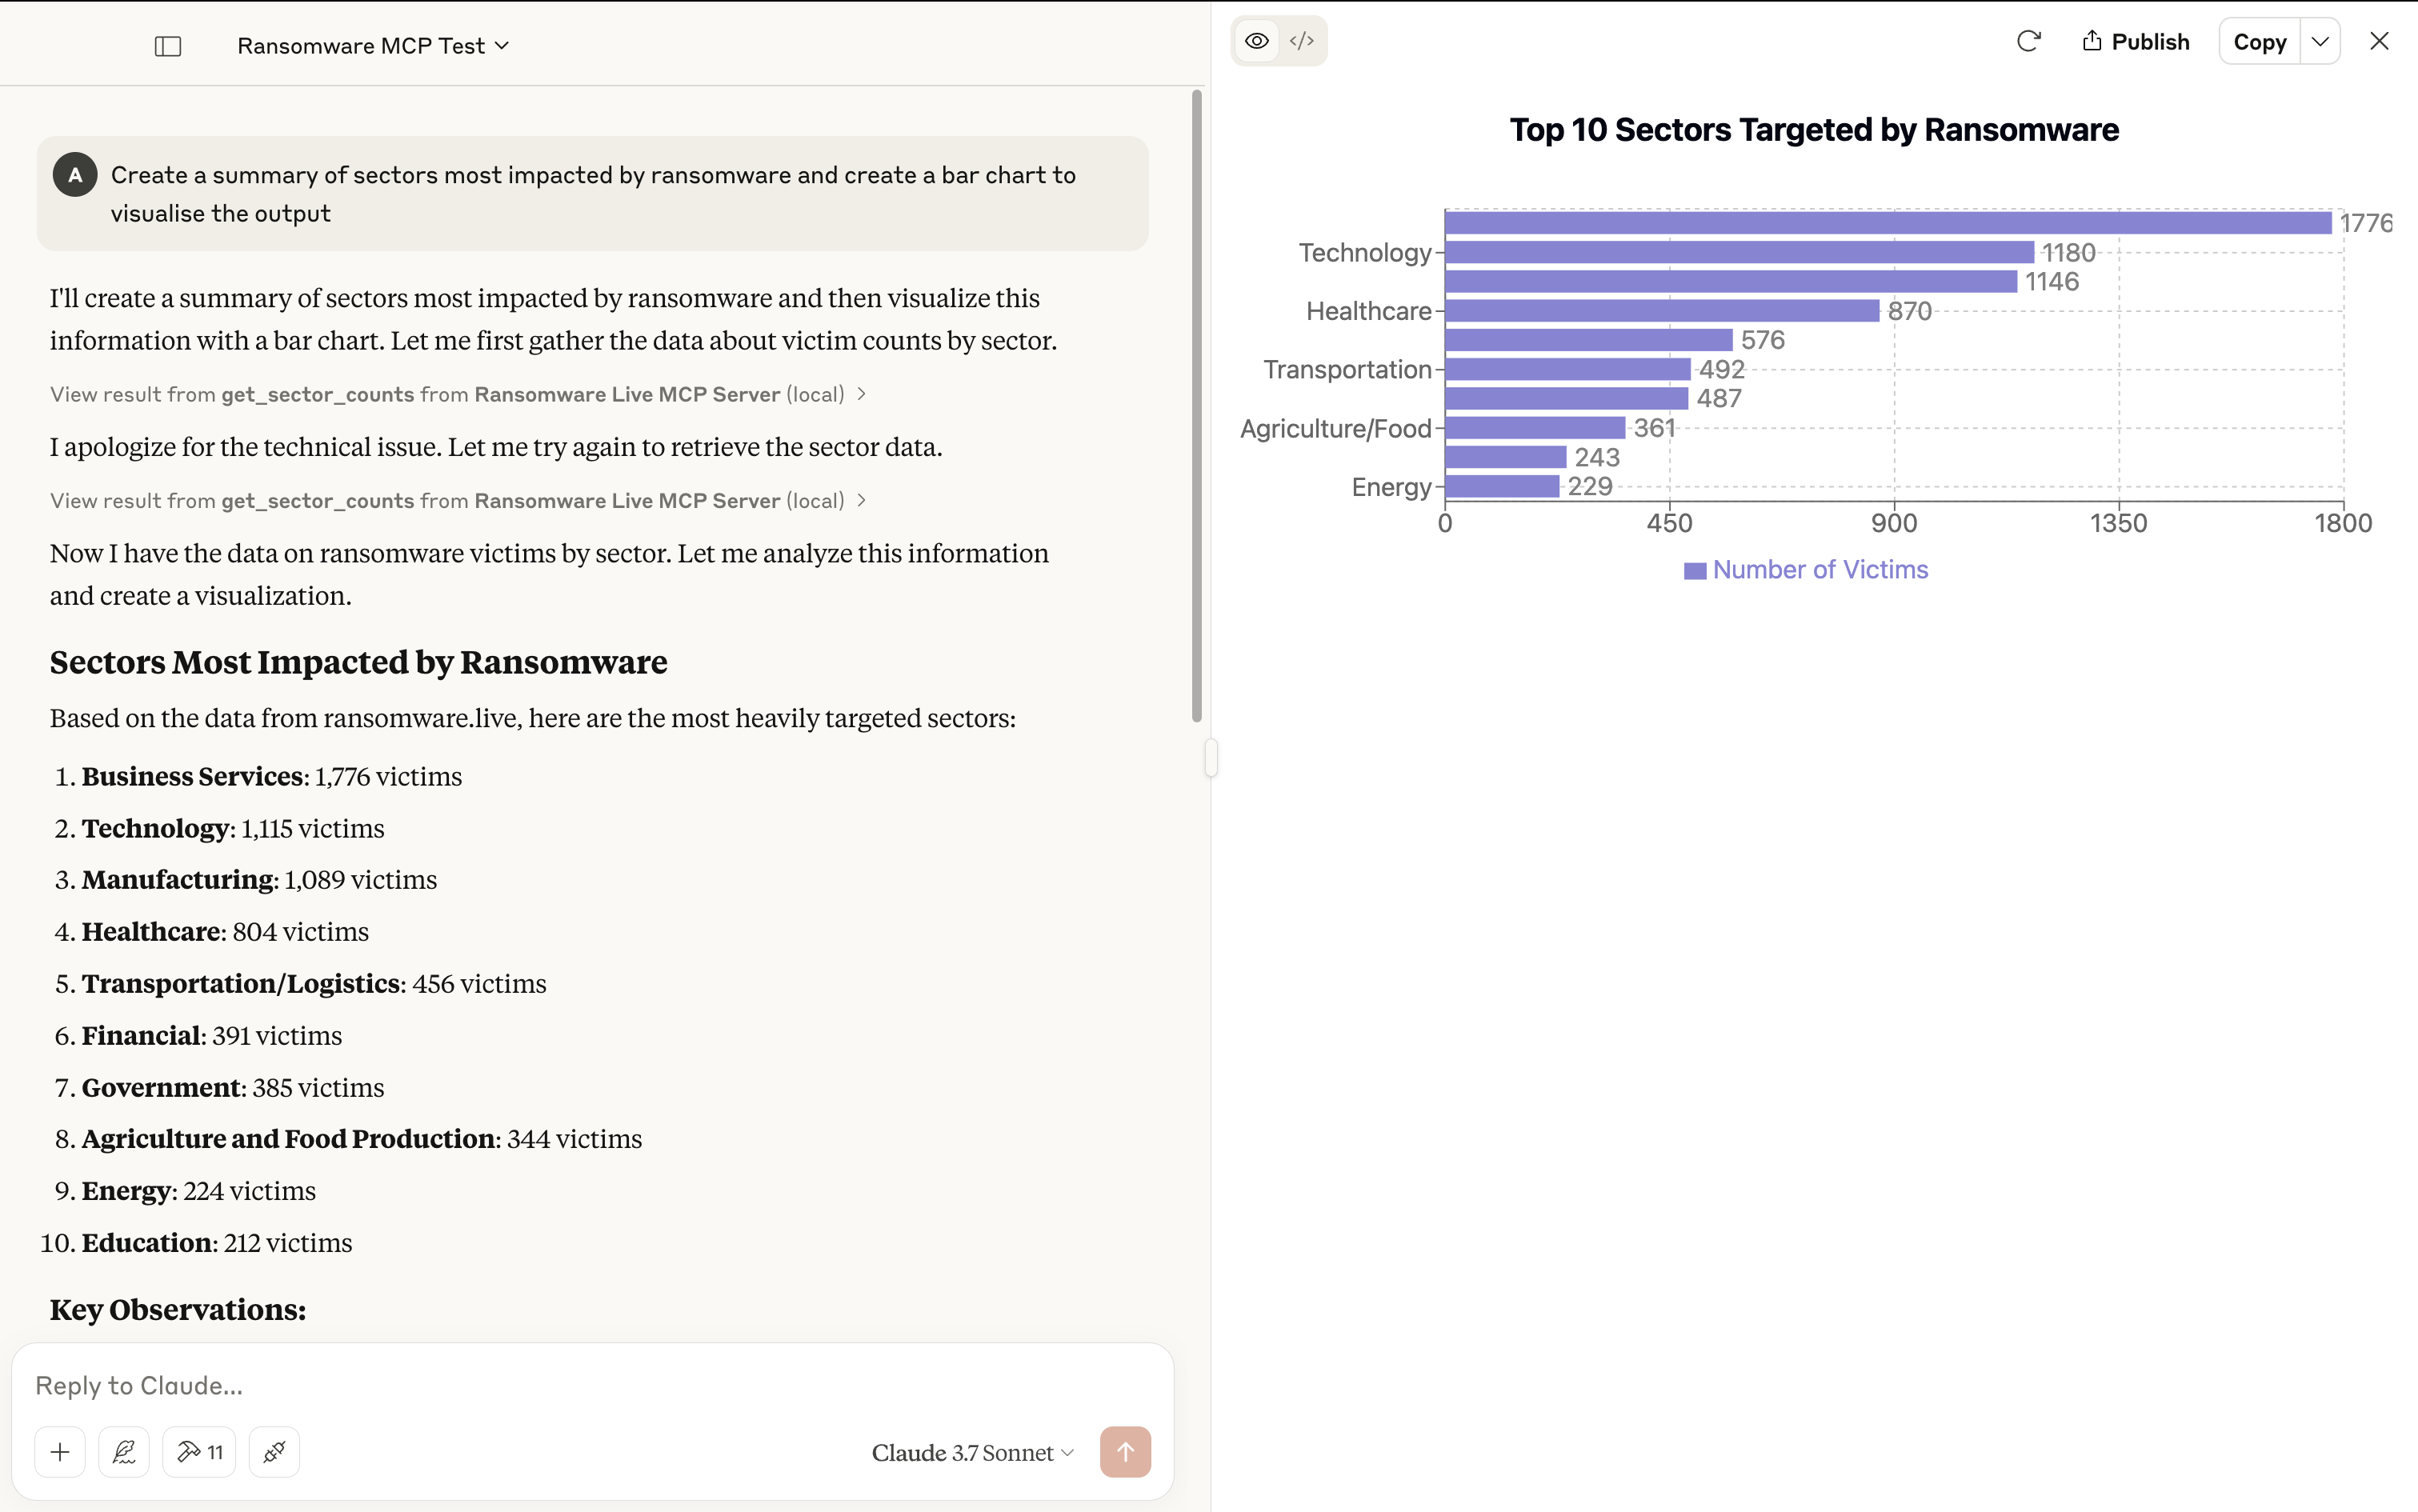 Ransomware MCP Test
A
Create a summary of sectors most impacted by ransomware and create a bar chart to
visualise the output
I'll create a summary of sectors most impacted by ransomware and then visualize this
information with a bar chart. Let me first gather the data about victim counts by sector.
View result from get_sector_counts from Ransomware Live MCP Server (local)
I apologize for the technical issue. Let me try again to retrieve the sector data.
View result from get_sector_counts from Ransomware Live MCP Server (local)
Now I have the data on ransomware victims by sector. Let me analyze this information
and create a visualization.
Sectors Most Impacted by Ransomware
Based on the data from ransomware.live, here are the most heavily targeted sectors:
1. Business Services: 1,776 victims
2. Technology: 1,115 victims
3. Manufacturing: 1,089 victims
4. Healthcare: 804 victims
5. Transportation/Logistics: 456 victims
6. Financial: 391 victims
7. Government: 385 victims
8. Agriculture and Food Production: 344 victims
9. Energy: 224 victims
10. Education: 212 victims
Key Observations:
Reply to Claude...
11
Claude 3.7 Sonnet
</>
Publish
Copy
Top 10 Sectors Targeted by Ransomware
1776
Technology 1180
1146
Healthcare 870
576
Transportation 492
487
Agriculture/Food 361
243
Energy 229
0 450 900 1350 1800
Number of Victims